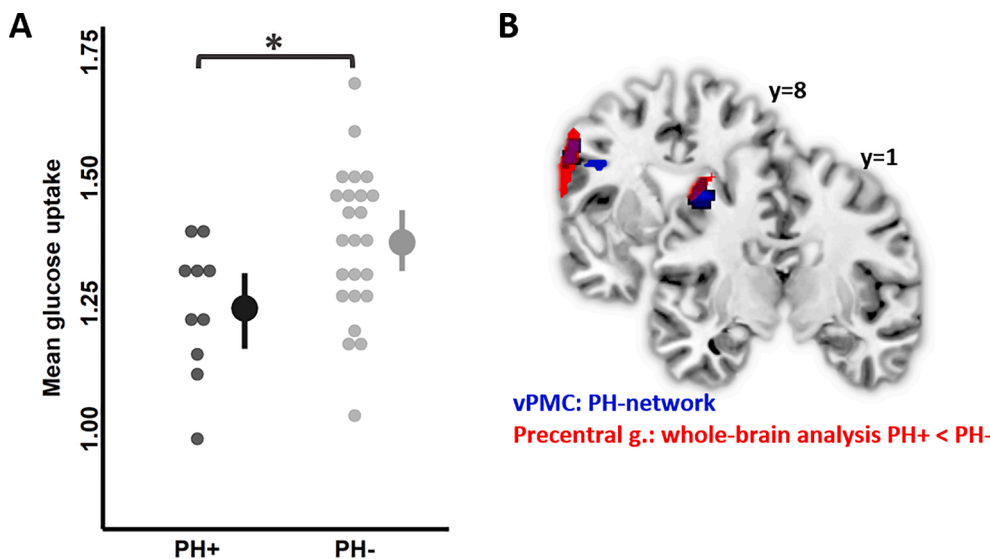 A
B
*
Mean glucose uptake
1.75
1.50
1.25
1.00
PH+
PH-
y=8
y=1
vPMC: PH-network
Precentral g.: whole-brain analysis PH+ < PH-